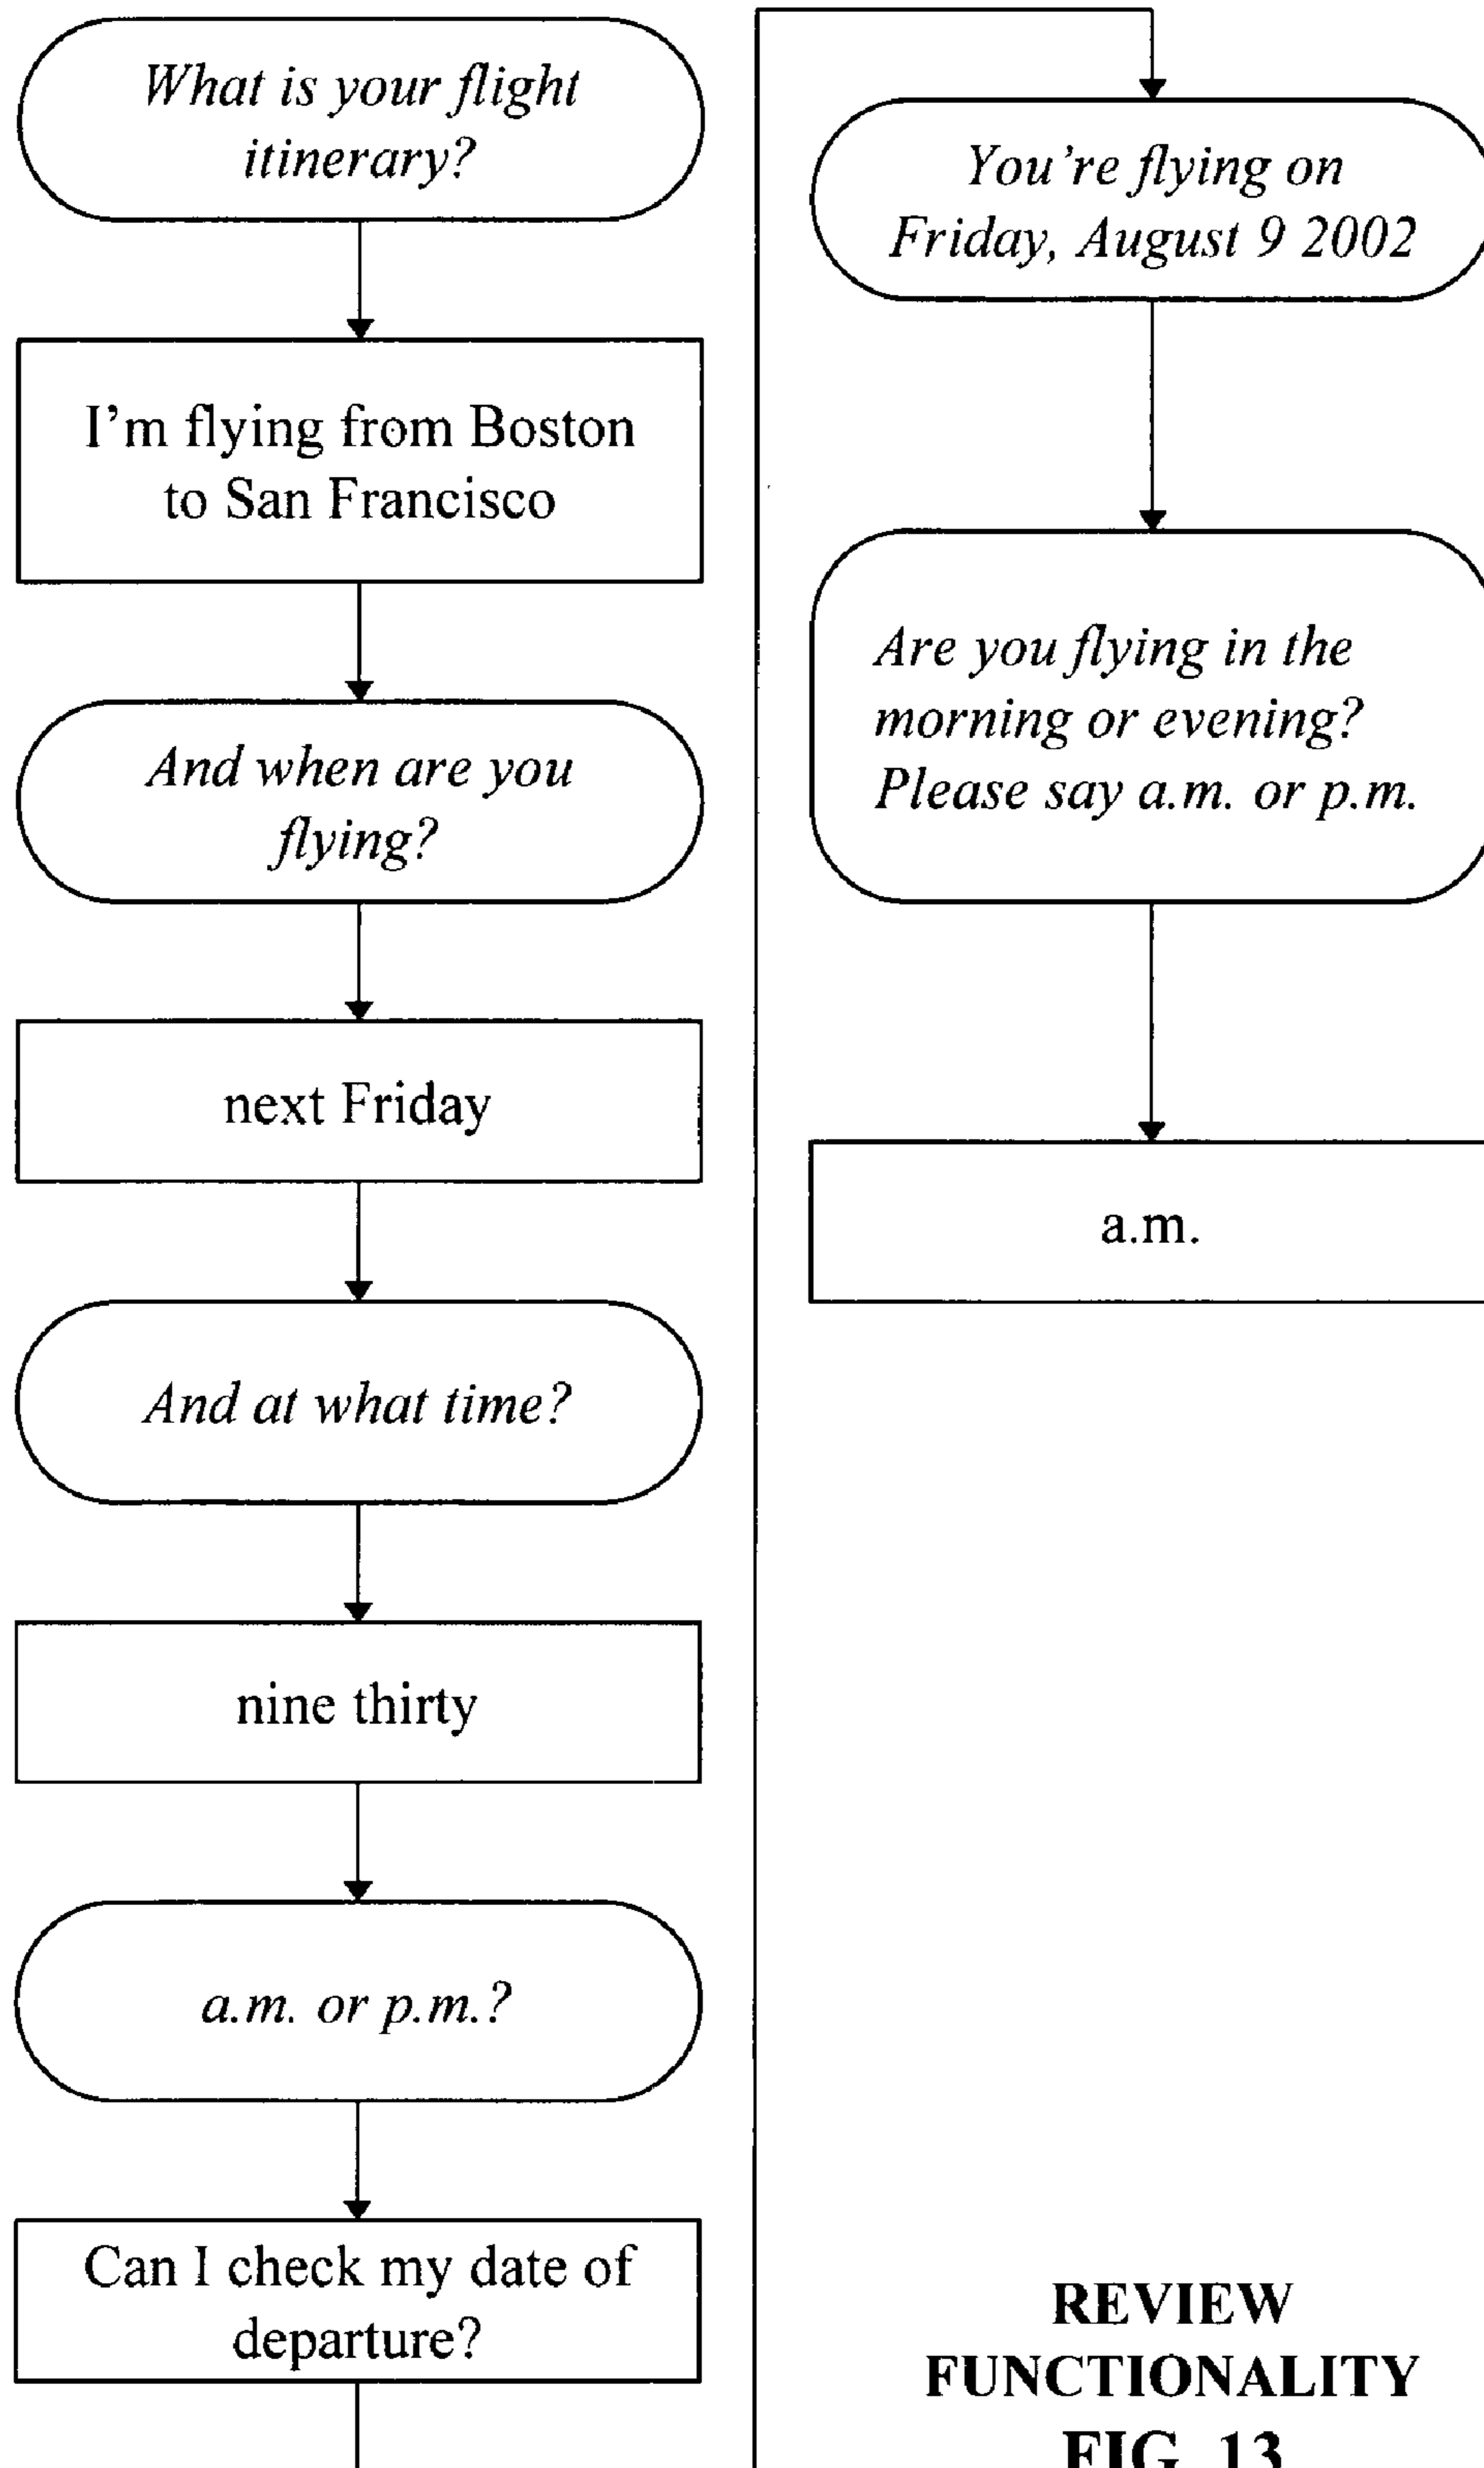 What is your flight
itinerary?
I'm flying from Boston
to San Francisco
And when are you
flying?
next Friday
And at what time?
nine thirty
a.m. or p.m.?
Can I check my date of
departure?
You're flying on
Friday, August 9 2002
Are you flying in the
morning or evening?
Please say a.m. or p.m.
a.m.
REVIEW
FUNCTIONALITY
FIG. 13